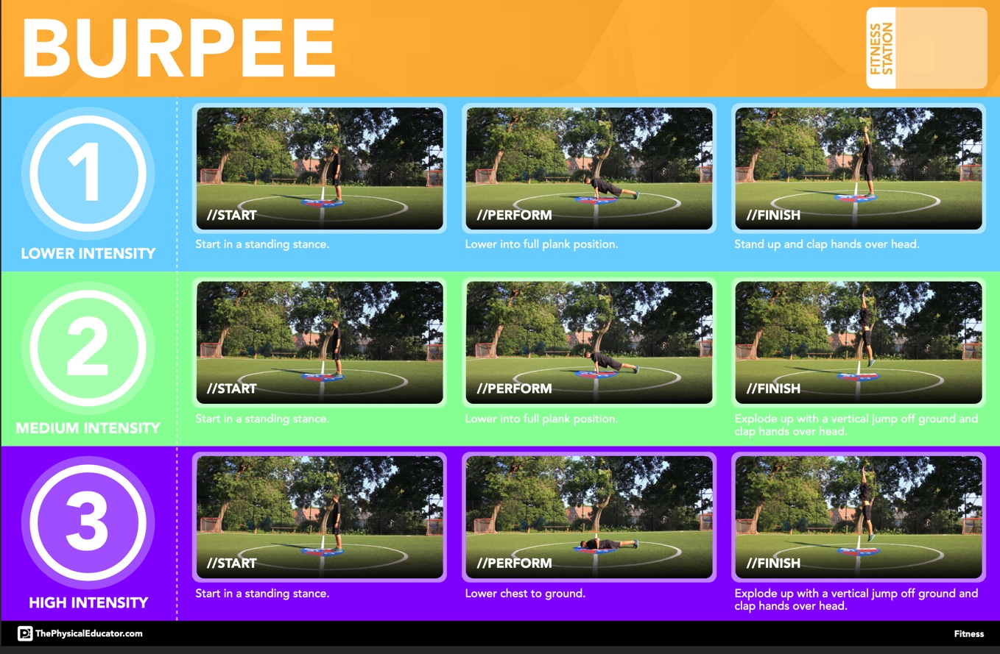 BURPEE
FITNESS
STATION
1
LOWER INTENSITY
//START
Start in a standing stance.
//PERFORM
Lower into full plank position.
//FINISH
Stand up and clap hands over head.
2
MEDIUM INTENSITY
//START
Start in a standing stance.
//PERFORM
Lower into full plank position.
//FINISH
Explode up with a vertical jump off ground and
clap hands over head.
3
HIGH INTENSITY
//START
Start in a standing stance.
//PERFORM
Lower chest to ground.
//FINISH
Explode up with a vertical jump off ground and
clap hands over head.
ThePhysicalEducator.com
Fitness